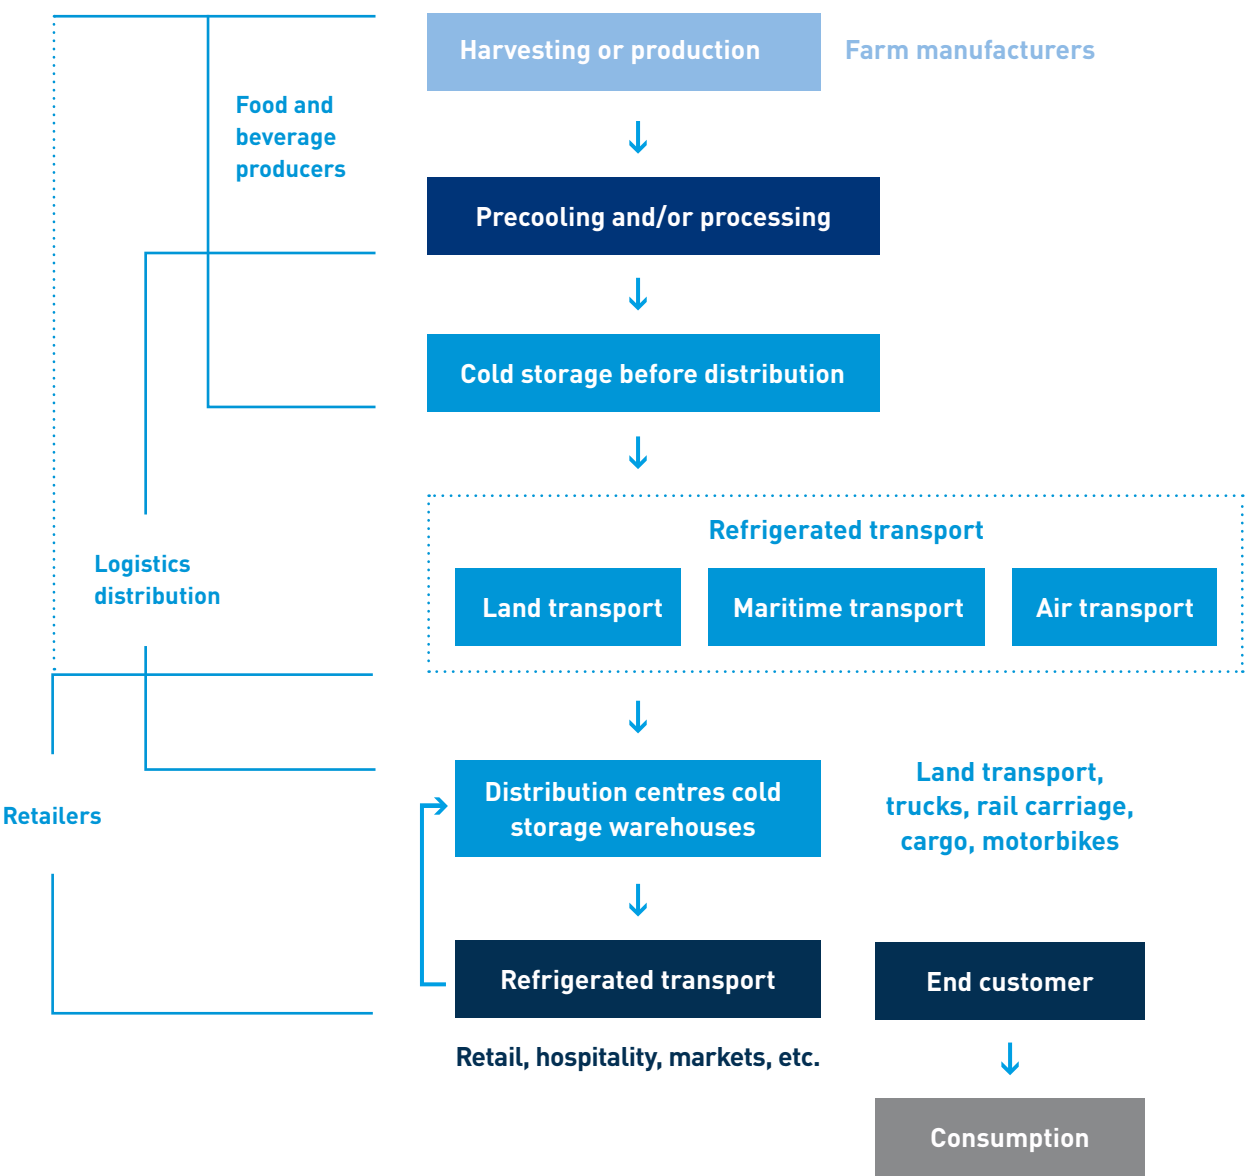 Harvesting or production
Farm manufacturers
Food and
beverage
producers
Precooling and/or processing
Cold storage before distribution
Refrigerated transport
Logistics
distribution
Land transport
Maritime transport
Air transport
Retailers
Distribution centres cold
storage warehouses
Land transport,
trucks, rail carriage,
cargo, motorbikes
Refrigerated transport
End customer
Retail, hospitality, markets, etc.
Consumption